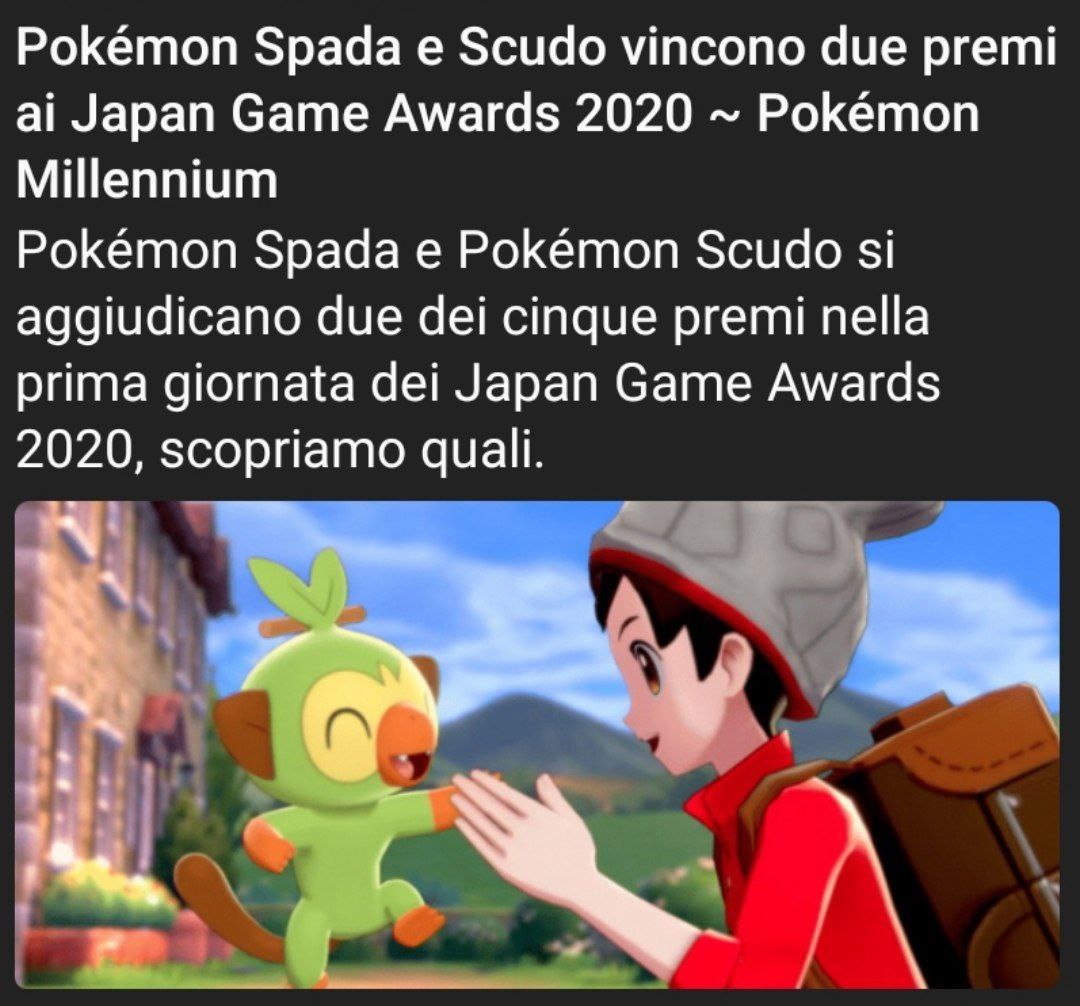 Pokémon Spada e Scudo vincono due premi
ai Japan Game Awards 2020 ~ Pokémon
Millennium
Pokémon Spada e Pokémon Scudo si
aggiudicano due dei cinque premi nella
prima giornata dei Japan Game Awards
2020, scopriamo quali.